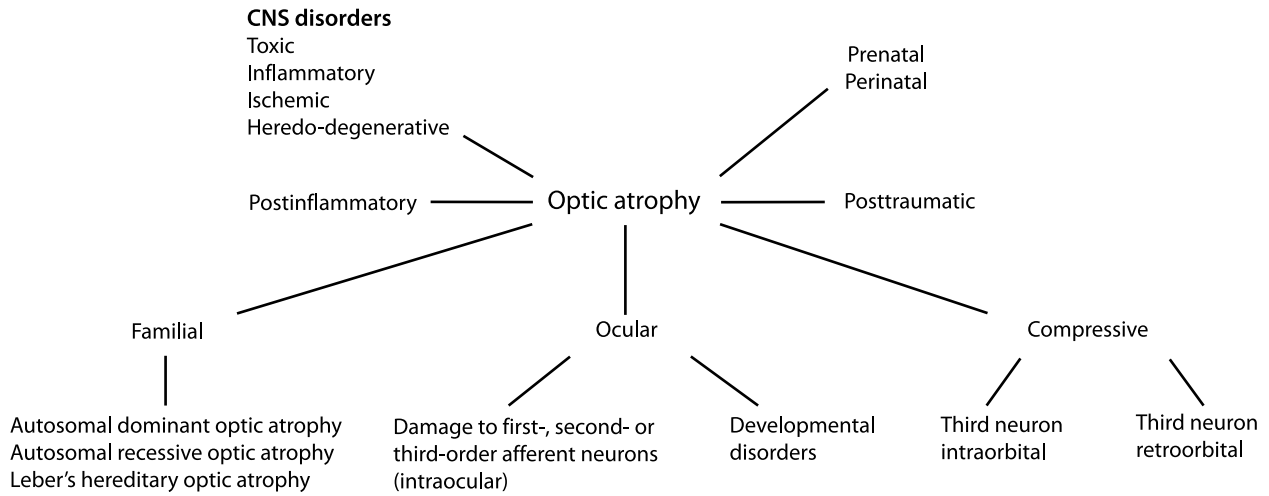 CNS disorders
Toxic
Inflammatory
Ischemic
Heredo-degenerative
Prenatal
Perinatal
Postinflammatory
Optic atrophy
Posttraumatic
Familial
Ocular
Compressive
Autosomal dominant optic atrophy
Autosomal recessive optic atrophy
Leber's hereditary optic atrophy
Damage to first-, second- or
third-order afferent neurons
(intraocular)
Developmental
disorders
Third neuron
intraorbital
Third neuron
retroorbital